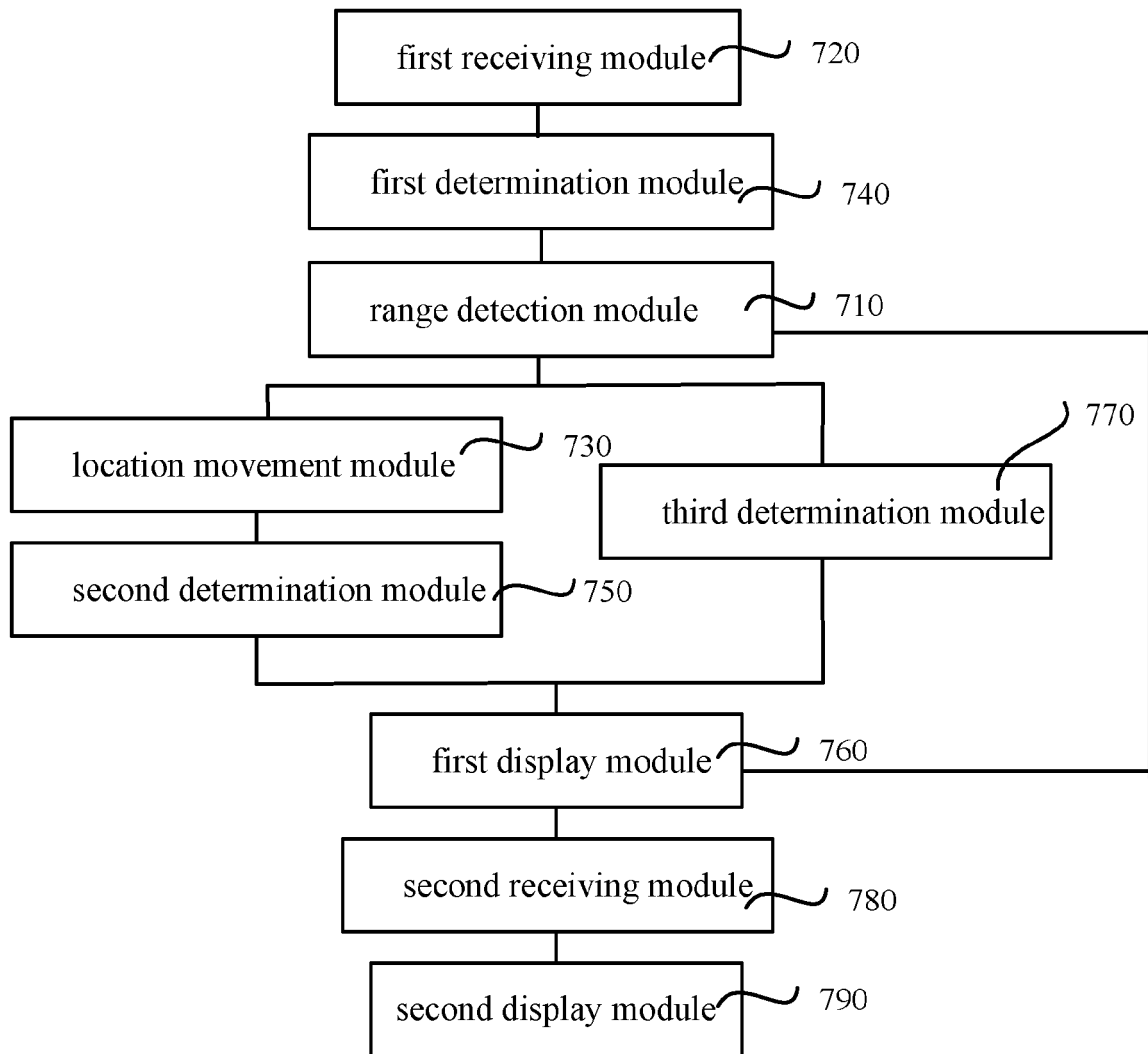 first receiving module
720
first determination module
740
range detection module
710
location movement module
730
770
third determination module
second determination module
750
first display module
760
second receiving module
780
second display module
790